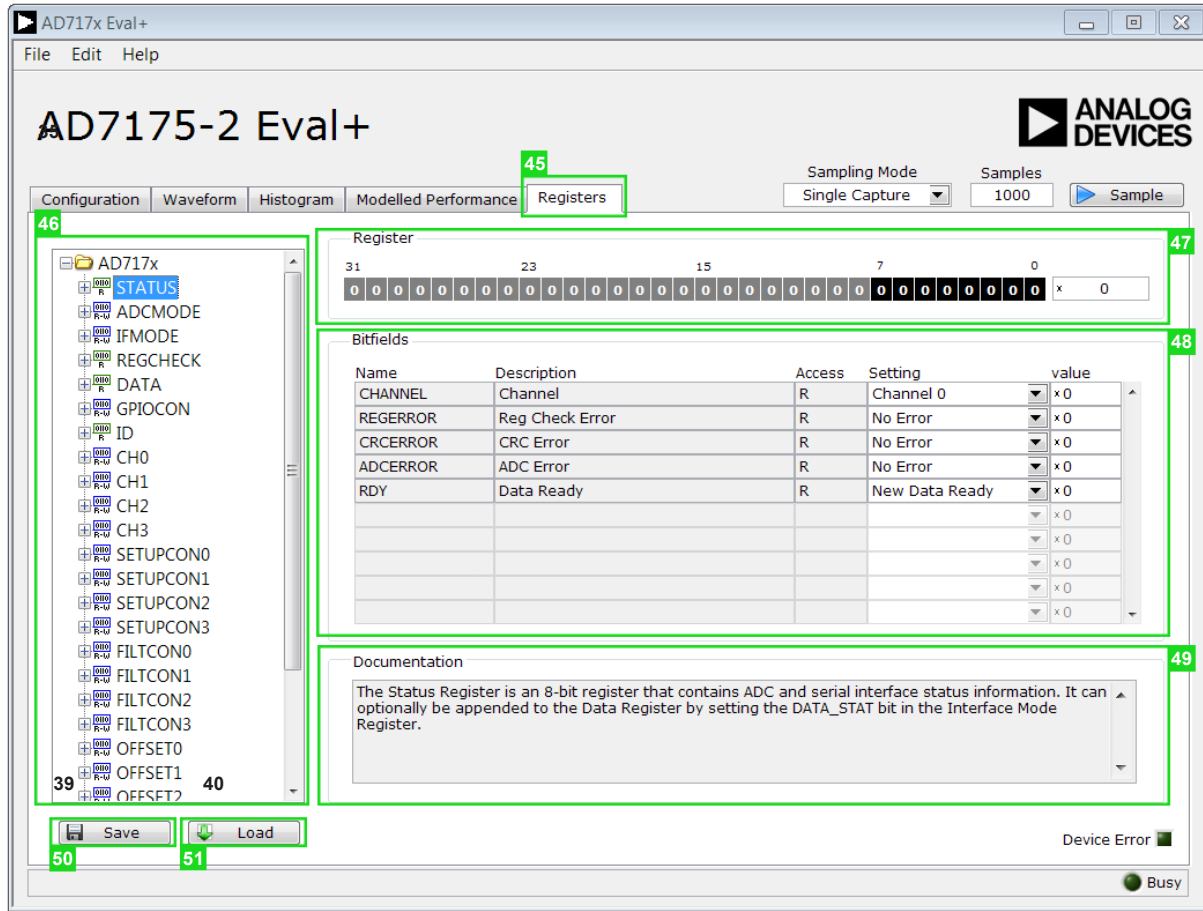 AD717x Eval+
File Edit Help
AD7175-2 Eval+
35
ANALOG
DEVICES
45
Sampling Mode
Samples
Configuration Waveform Histogram Modelled Performance Registers
Single Capture 1000 Sample
46
AD717x
STATUS
ADCMODE
IFMODE
REGCHECK
DATA
GPIOCON
ID
CH0
CH1
CH2
CH3
SETUPCON0
SETUPCON1
SETUPCON2
SETUPCON3
FILTCON0
FILTCON1
FILTCON2
FILTCON3
OFFSET0
OFFSET1
OFFSET2
39 40
47
Register
31 23 15 7 0
0 0 0 0 0 0 0 0 0 0 0 0 0 0 0 0 0 0 0 0 0 0 0 0 0 0 0 0 0 0 0 0 x 0
48
Bitfields
Name Description Access Setting value
CHANNEL Channel R Channel 0 x 0
REGERROR Reg Check Error R No Error x 0
CRCERROR CRC Error R No Error x 0
ADCERROR ADC Error R No Error x 0
RDY Data Ready R New Data Ready x 0
x 0
x 0
x 0
x 0
x 0
49
Documentation
The Status Register is an 8-bit register that contains ADC and serial interface status information. It can
optionally be appended to the Data Register by setting the DATA_STAT bit in the Interface Mode
Register.
Save Load
50 51
Device Error
Busy